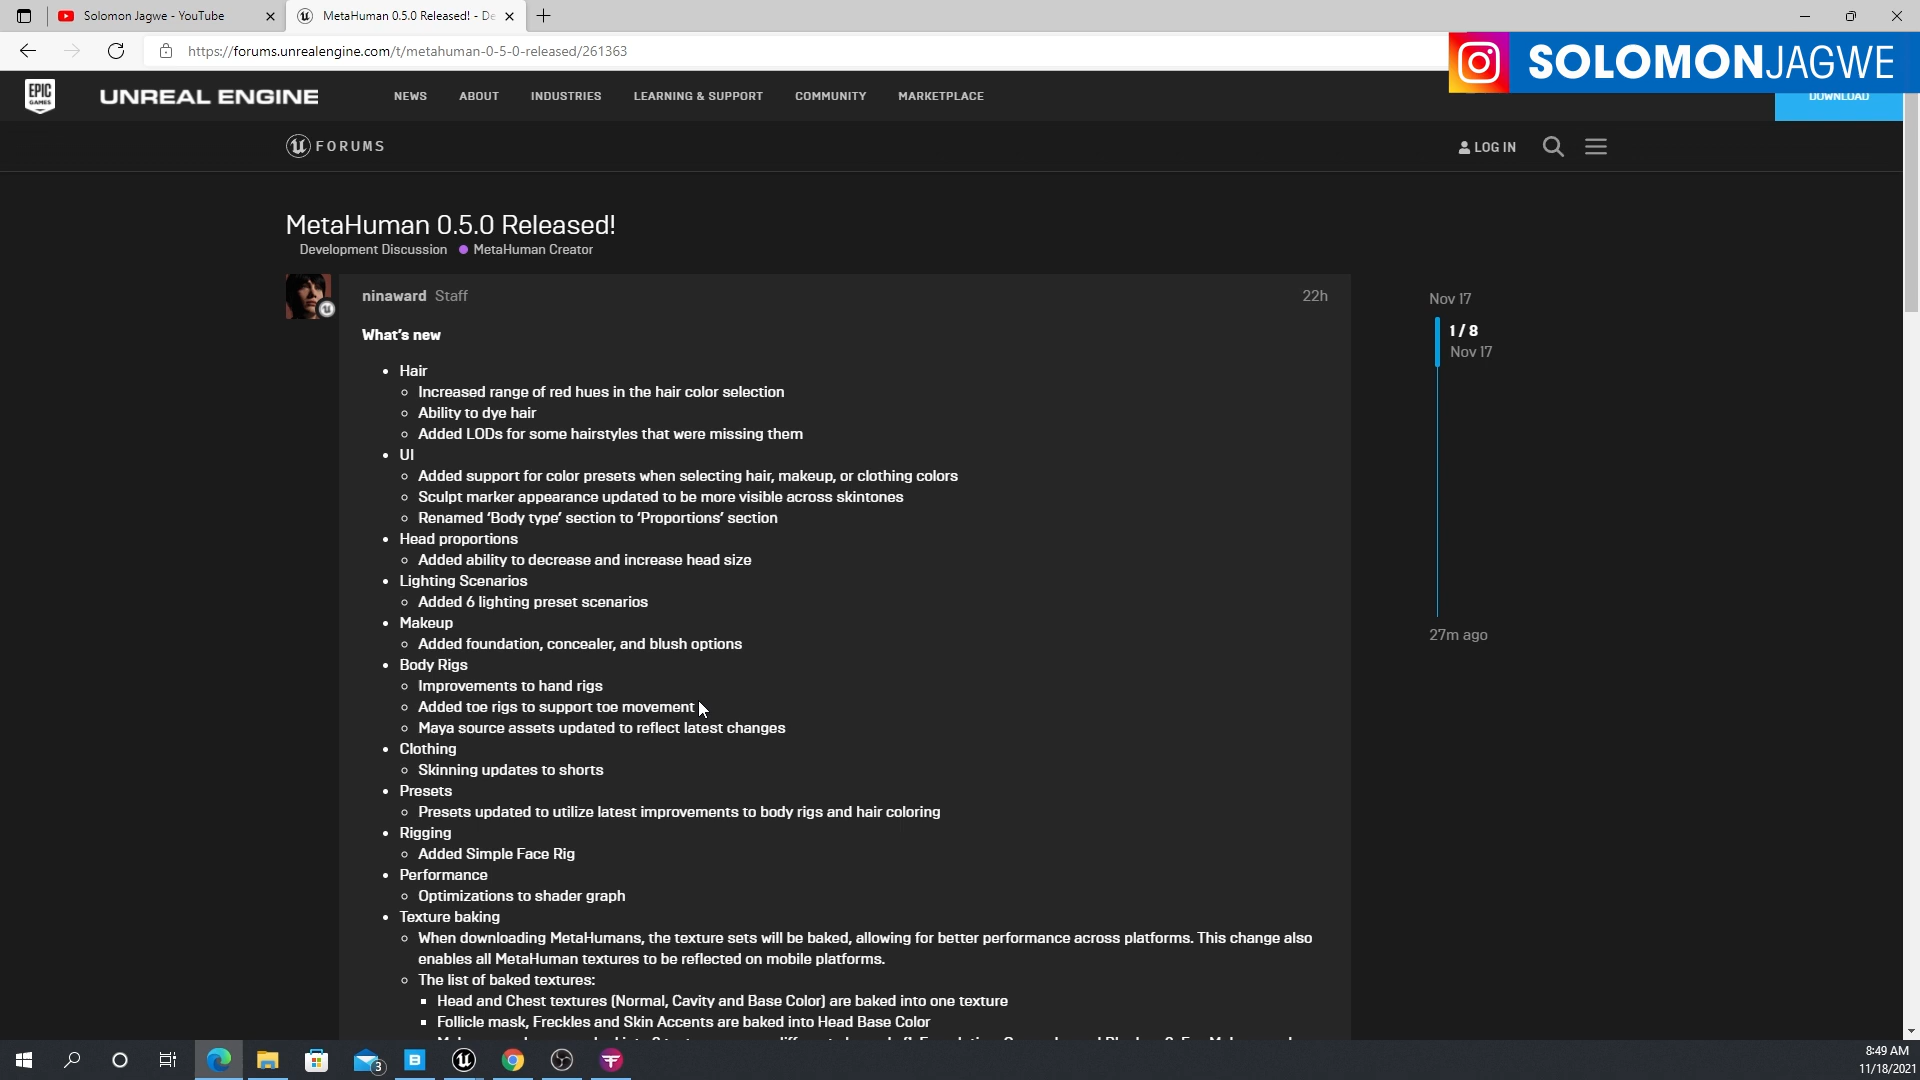 Solomon Jagwe - YouTube
MetaHuman 0.5.0 Released! - De
https://forums.unrealengine.com/t/metahuman-0-5-0-released/261363
SOLOMONJAGWE
EPIC GAMES
UNREAL ENGINE
NEWS
ABOUT
INDUSTRIES
LEARNING & SUPPORT
COMMUNITY
MARKETPLACE
DOWNLOAD
FORUMS
LOG IN
MetaHuman 0.5.0 Released!
Development Discussion MetaHuman Creator
ninaward Staff
22h
What's new
Hair
Increased range of red hues in the hair color selection
Ability to dye hair
Added LODs for some hairstyles that were missing them
UI
Added support for color presets when selecting hair, makeup, or clothing colors
Sculpt marker appearance updated to be more visible across skintones
Renamed ‘Body type’ section to ‘Proportions’ section
Head proportions
Added ability to decrease and increase head size
Lighting Scenarios
Added 6 lighting preset scenarios
Makeup
Added foundation, concealer, and blush options
Body Rigs
Improvements to hand rigs
Added toe rigs to support toe movement
Maya source assets updated to reflect latest changes
Clothing
Skinning updates to shorts
Presets
Presets updated to utilize latest improvements to body rigs and hair coloring
Rigging
Added Simple Face Rig
Performance
Optimizations to shader graph
Texture baking
When downloading MetaHumans, the texture sets will be baked, allowing for better performance across platforms. This change also
enables all MetaHuman textures to be reflected on mobile platforms.
The list of baked textures:
Head and Chest textures (Normal, Cavity and Base Color) are baked into one texture
Follicle mask, Freckles and Skin Accents are baked into Head Base Color
Nov 17
1 / 8
Nov 17
27m ago
3
8:49 AM
11/18/2021